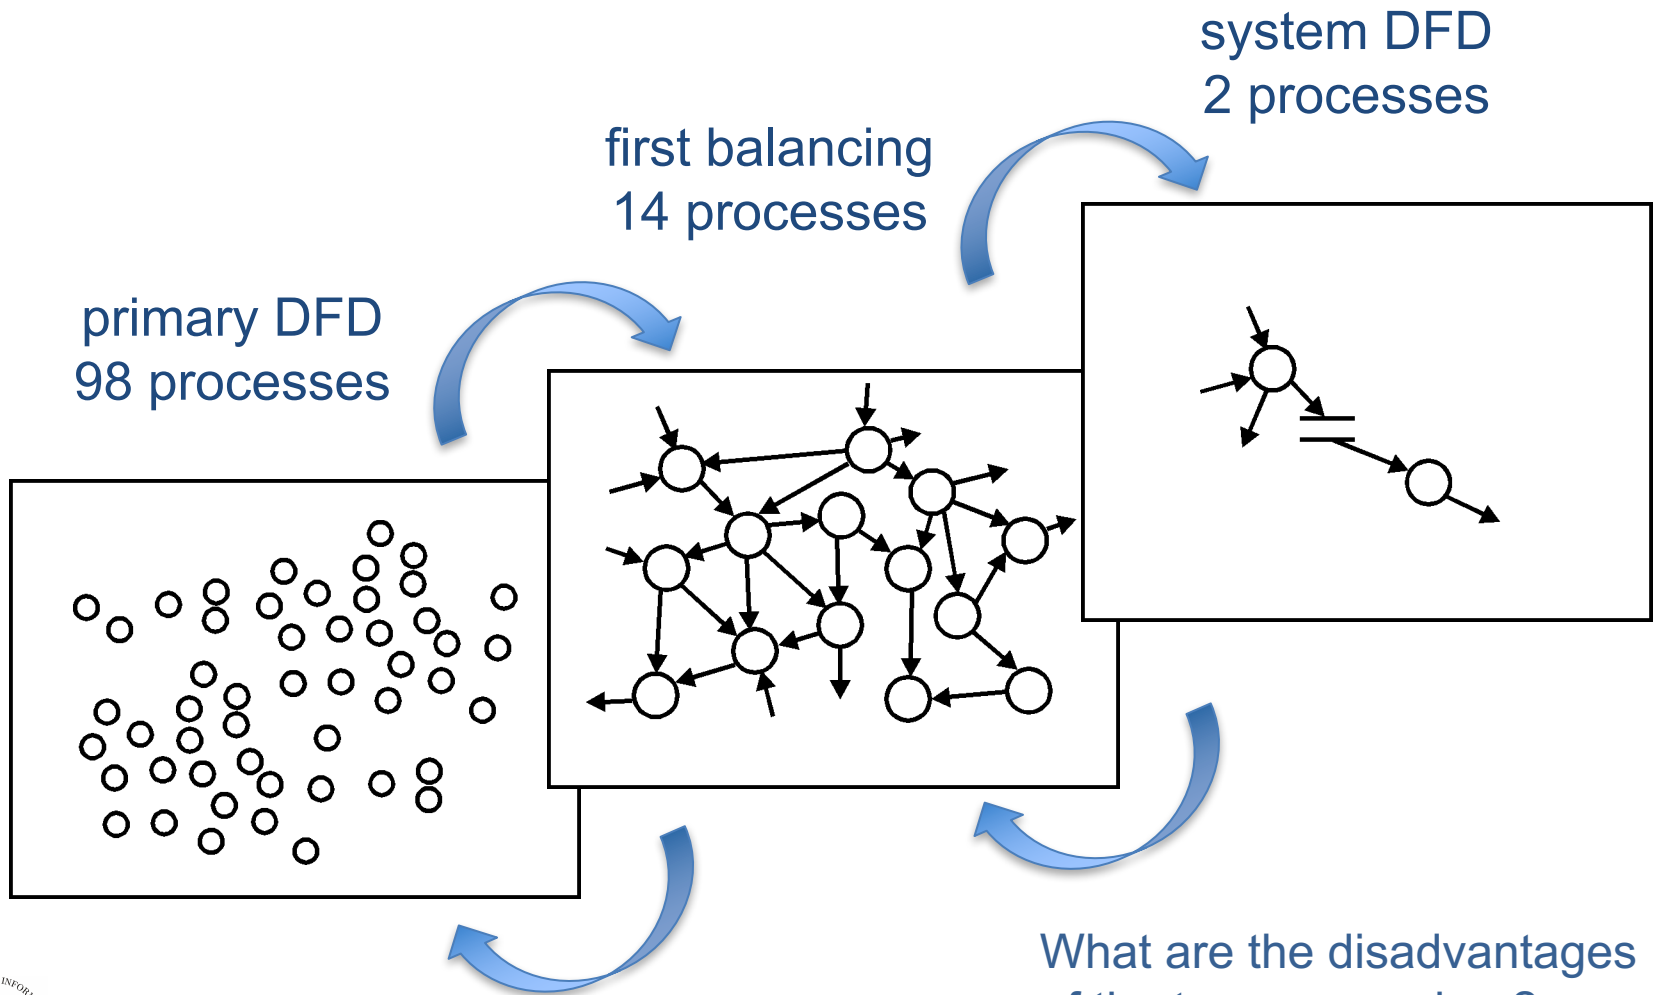 system DFD
2 processes
first balancing
14 processes
primary DFD
98 processes
What are the disadvantages